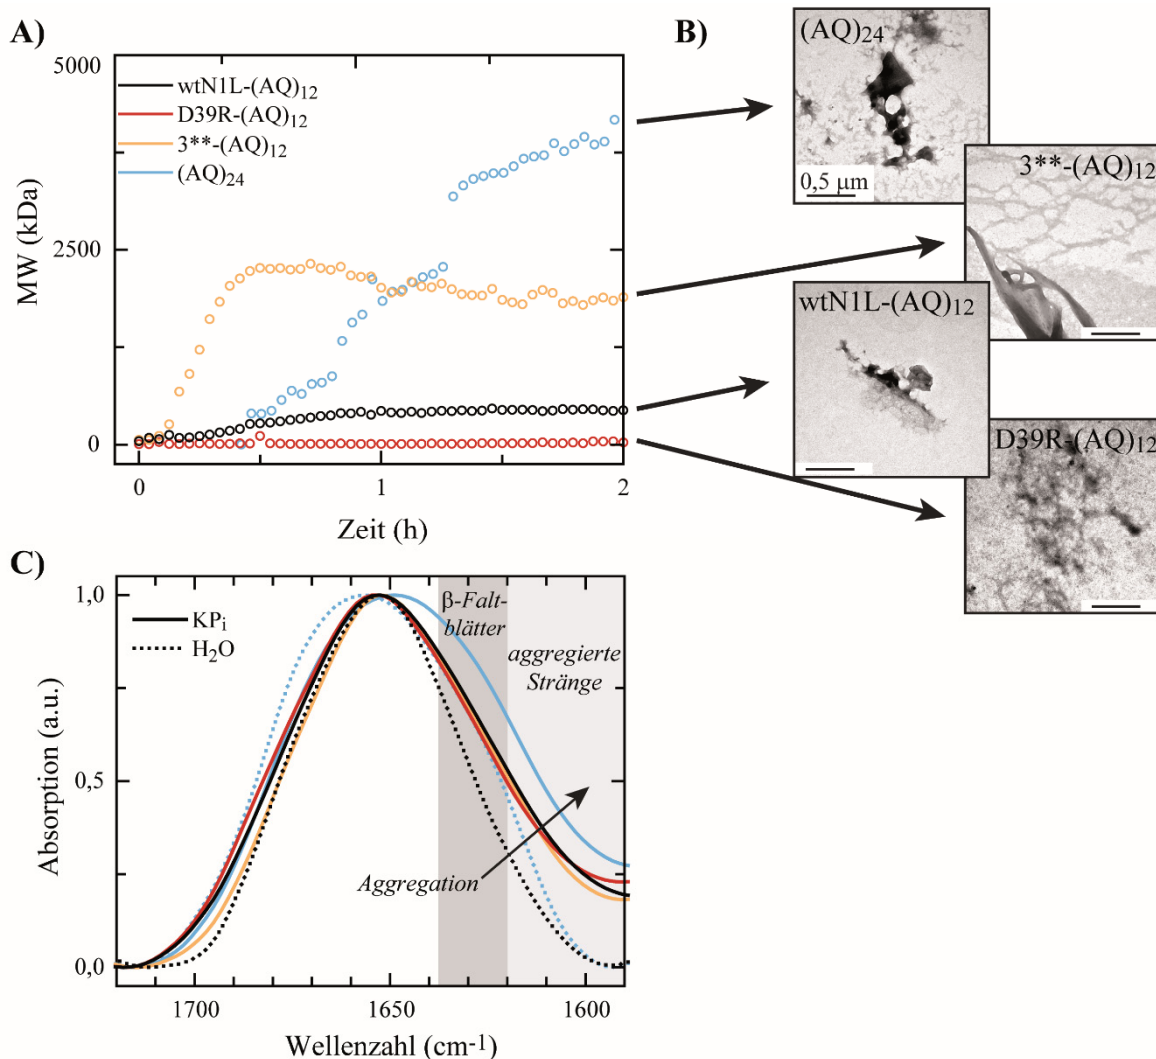 A)
5000
2500
0
MW (kDa)
wtN1L-(AQ)12
D39R-(AQ)12
3**-(AQ)12
(AQ)24
0
1
2
Zeit (h)
B)
(AQ)24
0,5 µm
3**-(AQ)12
wtN1L-(AQ)12
D39R-(AQ)12
C)
1,0
0,5
0,0
Absorption (a.u.)
KPi
H2O
β-Falt-
blätter
aggregierte
Stränge
Aggregation
1700
1650
1600
Wellenzahl (cm-1)